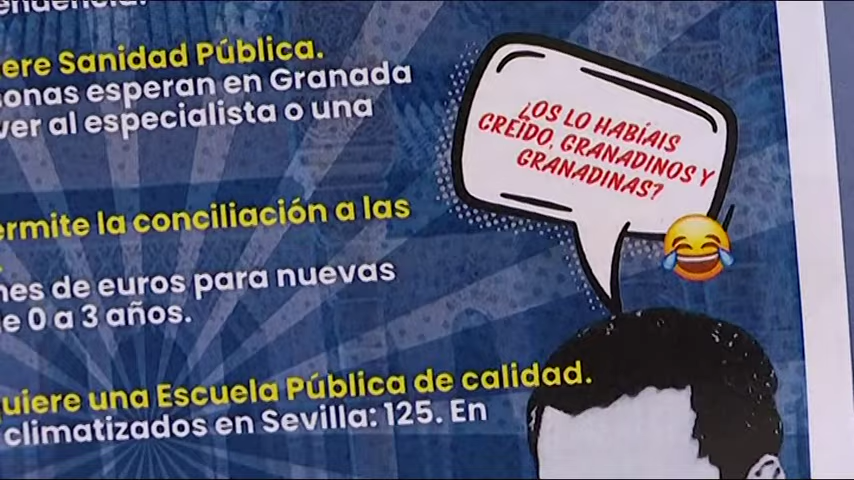 ere Sanidad Pública.
sonas esperan en Granada
ver al especialista o una
ermite la conciliación a las
nes de euros para nuevas
e 0 a 3 años.
uiere una Escuela Pública de calidad.
climatizados en Sevilla: 125. En
¿OS LO HABÍAIS
CREÍDO, GRANADINOS Y
GRANADINAS?